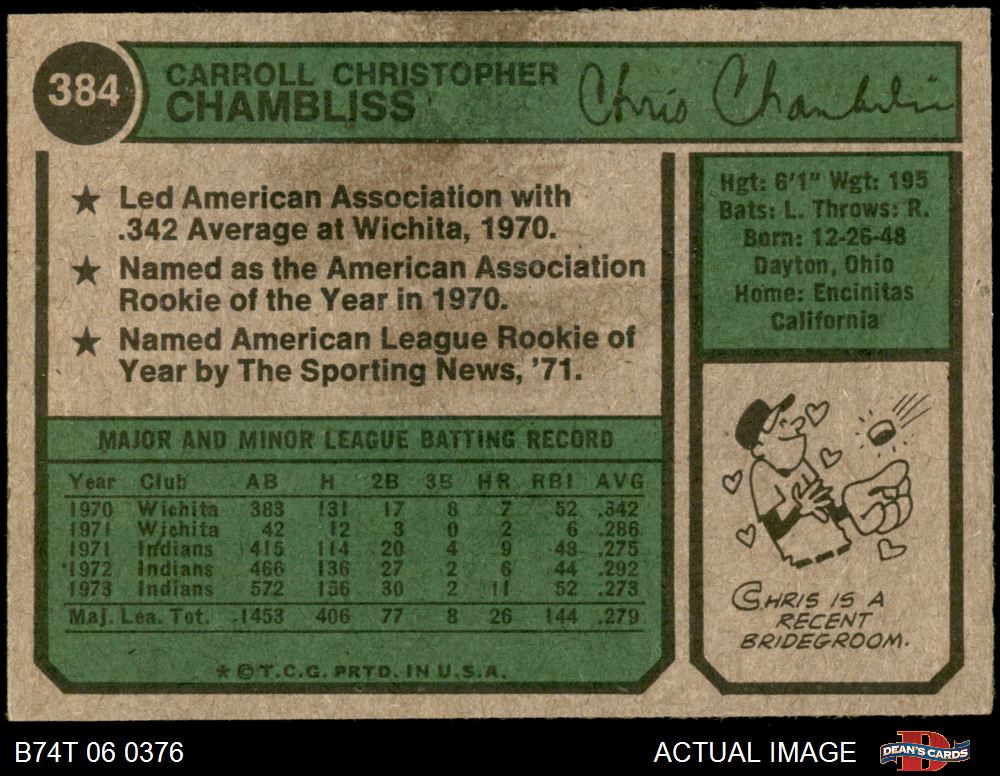 384
CARROLL CHRISTOPHER
CHAMBLISS
Chris Chambliss
★ Led American Association with
.342 Average at Wichita, 1970.
★ Named as the American Association
Rookie of the Year in 1970.
★ Named American League Rookie of
Year by The Sporting News, '71.
Hgt: 6'1" Wgt: 195
Bats: L. Throws: R.
Born: 12-26-48
Dayton, Ohio
Home: Encinitas
California
MAJOR AND MINOR LEAGUE BATTING RECORD
Year Club AB H 2B 3B HR RBI AVG
1970 Wichita 383 131 17 8 7 52 .342
1971 Wichita 42 12 3 0 2 6 .286
1971 Indians 415 114 20 4 9 48 .275
1972 Indians 466 136 27 2 6 44 .292
1973 Indians 572 156 30 2 11 52 .273
Maj. Lea. Tot. 1453 406 77 8 26 144 .279
* © T.C.G. PRTD. IN U.S.A.
CHRIS IS A
RECENT
BRIDEGROOM.
B74T 06 0376
ACTUAL IMAGE
DEAN'S CARDS